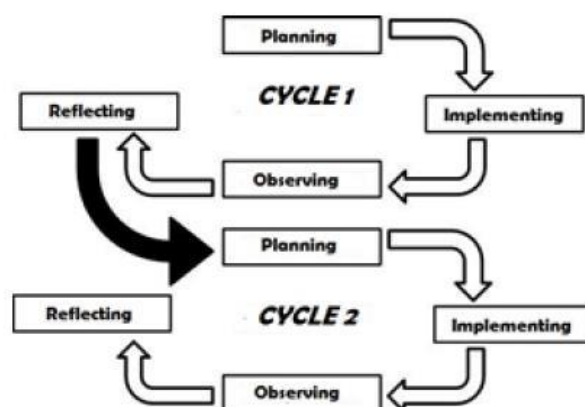 Planning
CYCLE 1
Reflecting
Implementing
Observing
Planning
Reflecting
CYCLE 2
Implementing
Observing